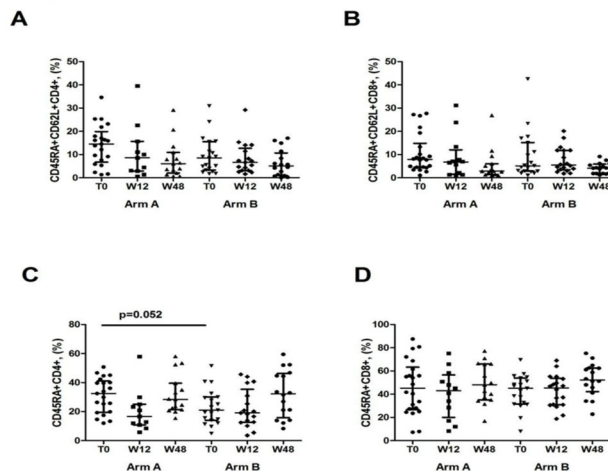 A
B
CD45RA+CD62L+CD4+, (%)
50
40
30
20
10
0
T0 W12 W48 T0 W12 W48
Arm A Arm B
CD45RA+CD62L+CD8+, (%)
50
40
30
20
10
0
T0 W12 W48 T0 W12 W48
Arm A Arm B
C
D
p=0.052
CD45RA+CD4+, (%)
80
60
40
20
0
T0 W12 W48 T0 W12 W48
Arm A Arm B
CD45RA+CD8+, (%)
100
80
60
40
20
0
T0 W12 W48 T0 W12 W48
Arm A Arm B